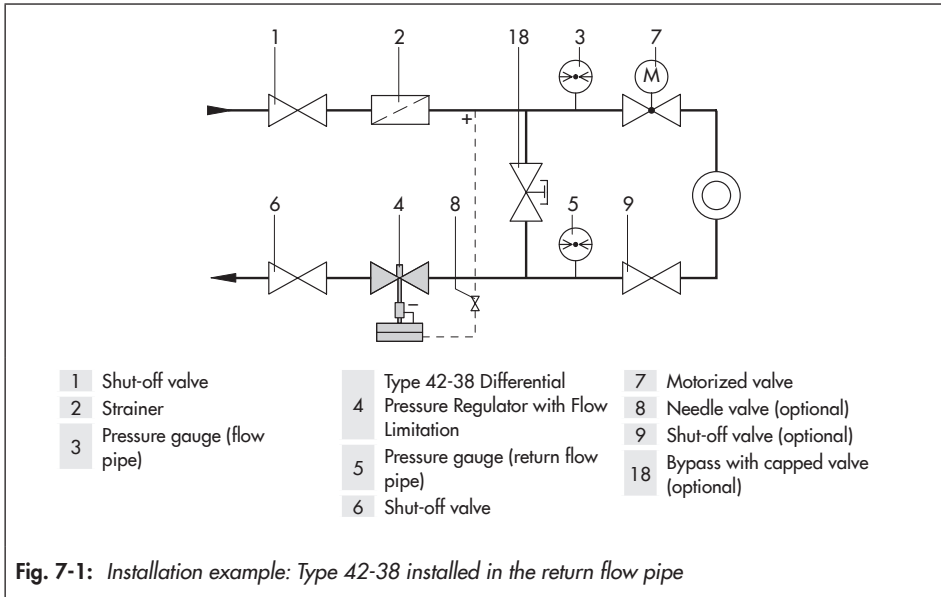 1 2 18 3 7
M
+
6 4 8 5 9
−
1 Shut-off valve
2 Strainer
3 Pressure gauge (flow
pipe)
4 Type 42-38 Differential
Pressure Regulator with Flow
Limitation
5 Pressure gauge (return flow
pipe)
6 Shut-off valve
7 Motorized valve
8 Needle valve (optional)
9 Shut-off valve (optional)
18 Bypass with capped valve
(optional)
Fig. 7-1: Installation example: Type 42-38 installed in the return flow pipe